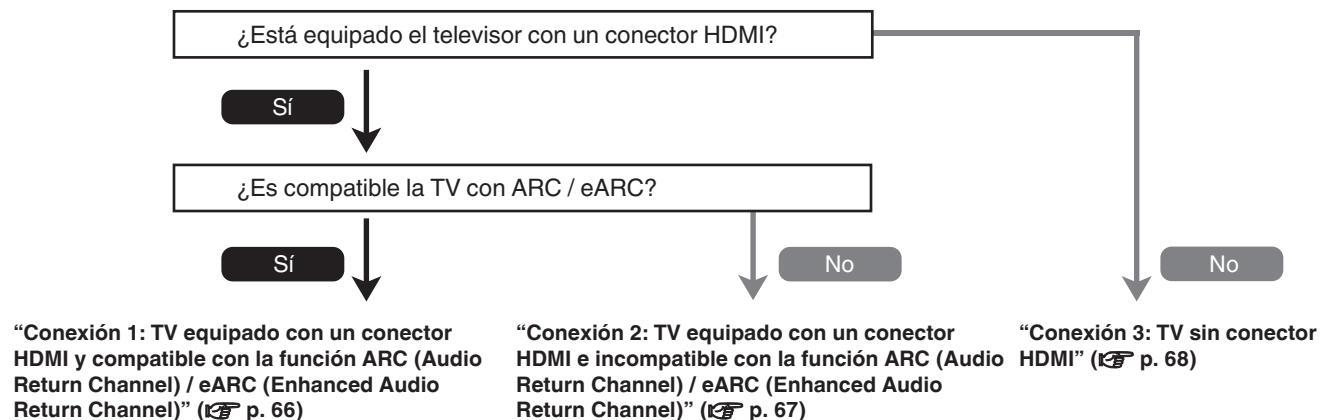 ¿Está equipado el televisor con un conector HDMI?
Sí
¿Es compatible la TV con ARC / eARC?
Sí
No
No
“Conexión 1: TV equipado con un conector
HDMI y compatible con la función ARC (Audio
Return Channel) / eARC (Enhanced Audio
Return Channel)” (☞ p. 66)
“Conexión 2: TV equipado con un conector
HDMI e incompatible con la función ARC (Audio
Return Channel) / eARC (Enhanced Audio
Return Channel)” (☞ p. 67)
“Conexión 3: TV sin conector
HDMI” (☞ p. 68)